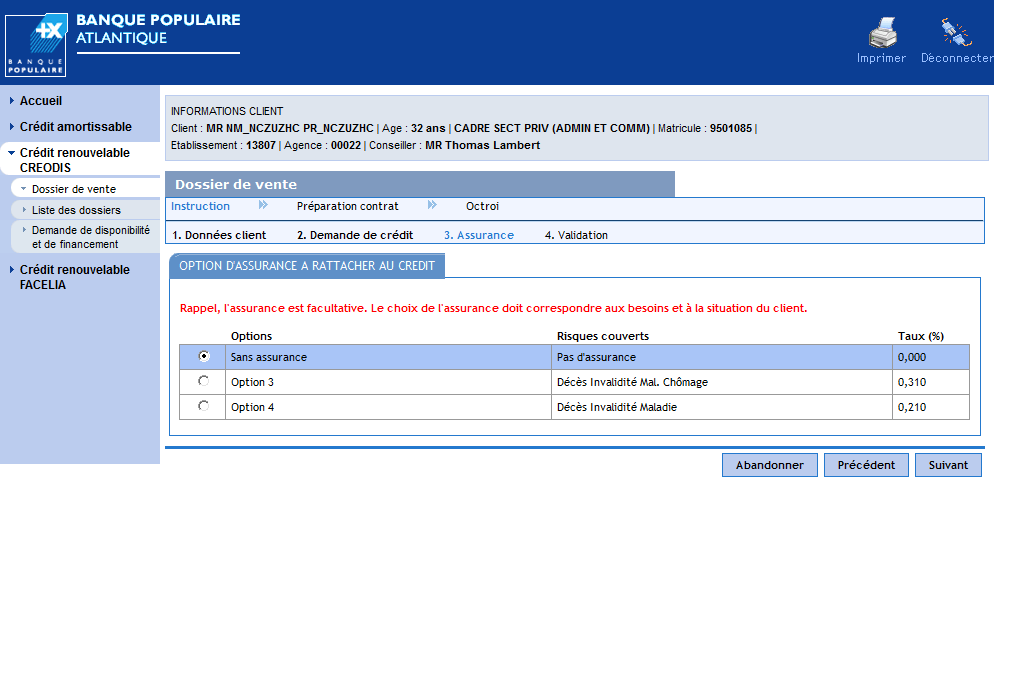 BANQUE POPULAIRE
ATLANTIQUE
BANQUE
POPULAIRE
Imprimer Déconnecter
Accueil
Crédit amortissable
Crédit renouvelable
CREODIS
Dossier de vente
Liste des dossiers
Demande de disponibilité
et de financement
Crédit renouvelable
FACELIA
INFORMATIONS CLIENT
Client : MR NM_NCZUZHC PR_NCZUZHC | Age : 32 ans | CADRE SECT PRIV (ADMIN ET COMM) | Matricule : 9501085 |
Etablissement : 13807 | Agence : 00022 | Conseiller : MR Thomas Lambert
Dossier de vente
Instruction Préparation contrat Octroi
1. Données client 2. Demande de crédit 3. Assurance 4. Validation
OPTION D'ASSURANCE A RATTACHER AU CREDIT
Rappel, l'assurance est facultative. Le choix de l'assurance doit correspondre aux besoins et à la situation du client.
Options Risques couverts Taux (%)
Sans assurance Pas d'assurance 0,000
Option 3 Décès Invalidité Mal. Chômage 0,310
Option 4 Décès Invalidité Maladie 0,210
Abandonner Précédent Suivant